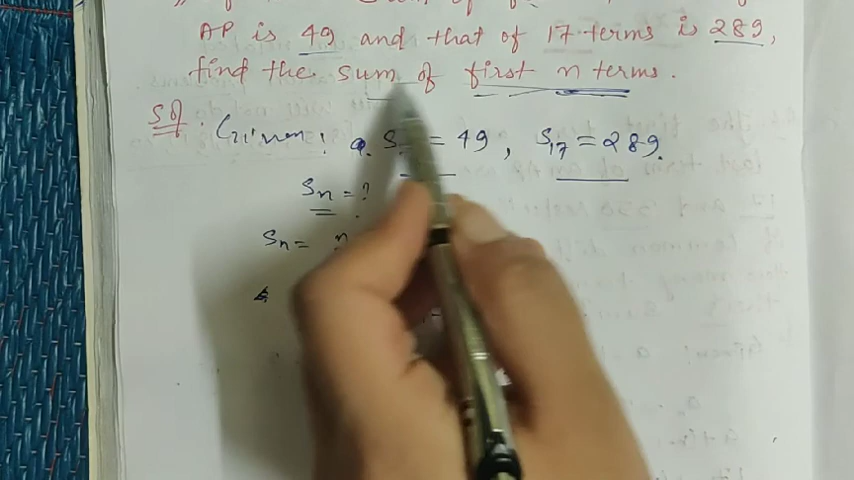 AP is 49 and that of 17 terms is 289,
find the sum of first n terms.
Sol. Given: a. S = 49, S17 = 289.
Sn = ?
Sn = n